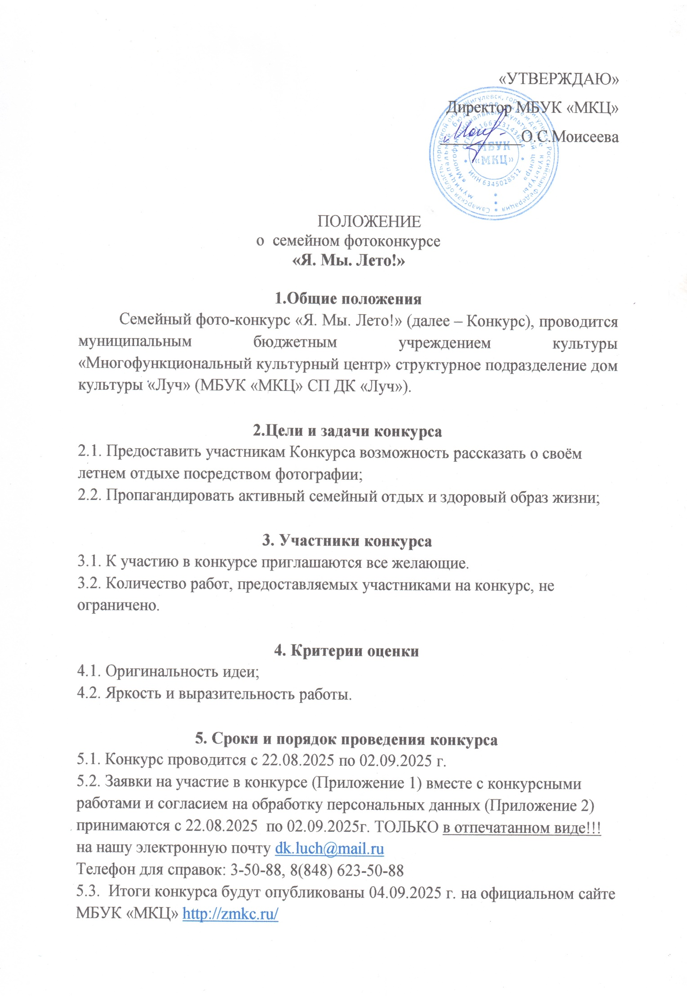 «УТВЕРЖДАЮ»
Директор МБУК «МКЦ»
О.С.Моисеева
МБУК
«МКЦ»
ИНН 6345028512
ПОЛОЖЕНИЕ
о семейном фотоконкурсе
«Я. Мы. Лето!»
1.Общие положения
Семейный фото-конкурс «Я. Мы. Лето!» (далее – Конкурс), проводится
муниципальным бюджетным учреждением культуры
«Многофункциональный культурный центр» структурное подразделение дом
культуры «Луч» (МБУК «МКЦ» СП ДК «Луч»).
2.Цели и задачи конкурса
2.1. Предоставить участникам Конкурса возможность рассказать о своём
летнем отдыхе посредством фотографии;
2.2. Пропагандировать активный семейный отдых и здоровый образ жизни;
3. Участники конкурса
3.1. К участию в конкурсе приглашаются все желающие.
3.2. Количество работ, предоставляемых участниками на конкурс, не
ограничено.
4. Критерии оценки
4.1. Оригинальность идеи;
4.2. Яркость и выразительность работы.
5. Сроки и порядок проведения конкурса
5.1. Конкурс проводится с 22.08.2025 по 02.09.2025 г.
5.2. Заявки на участие в конкурсе (Приложение 1) вместе с конкурсными
работами и согласием на обработку персональных данных (Приложение 2)
принимаются с 22.08.2025 по 02.09.2025г. ТОЛЬКО в отпечатанном виде!!!
на нашу электронную почту dk.luch@mail.ru
Телефон для справок: 3-50-88, 8(848) 623-50-88
5.3. Итоги конкурса будут опубликованы 04.09.2025 г. на официальном сайте
МБУК «МКЦ» http://zmkc.ru/